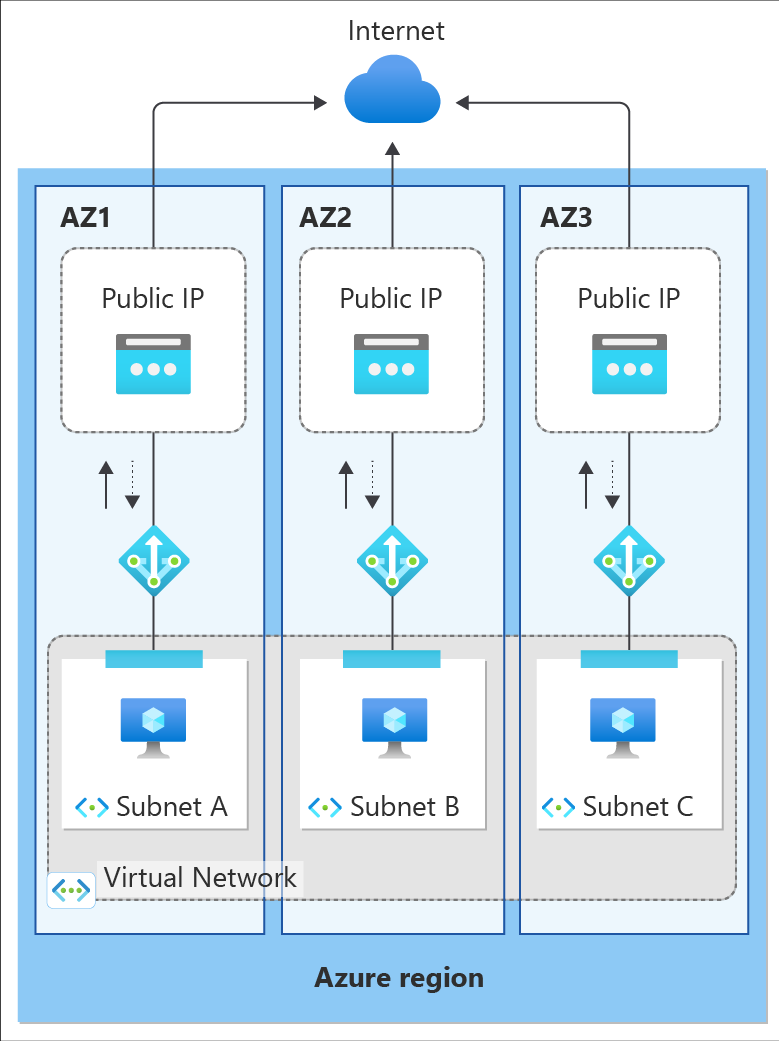 Internet
AZ1
AZ2
AZ3
Public IP
Public IP
Public IP
Subnet A
Subnet B
Subnet C
Virtual Network
Azure region